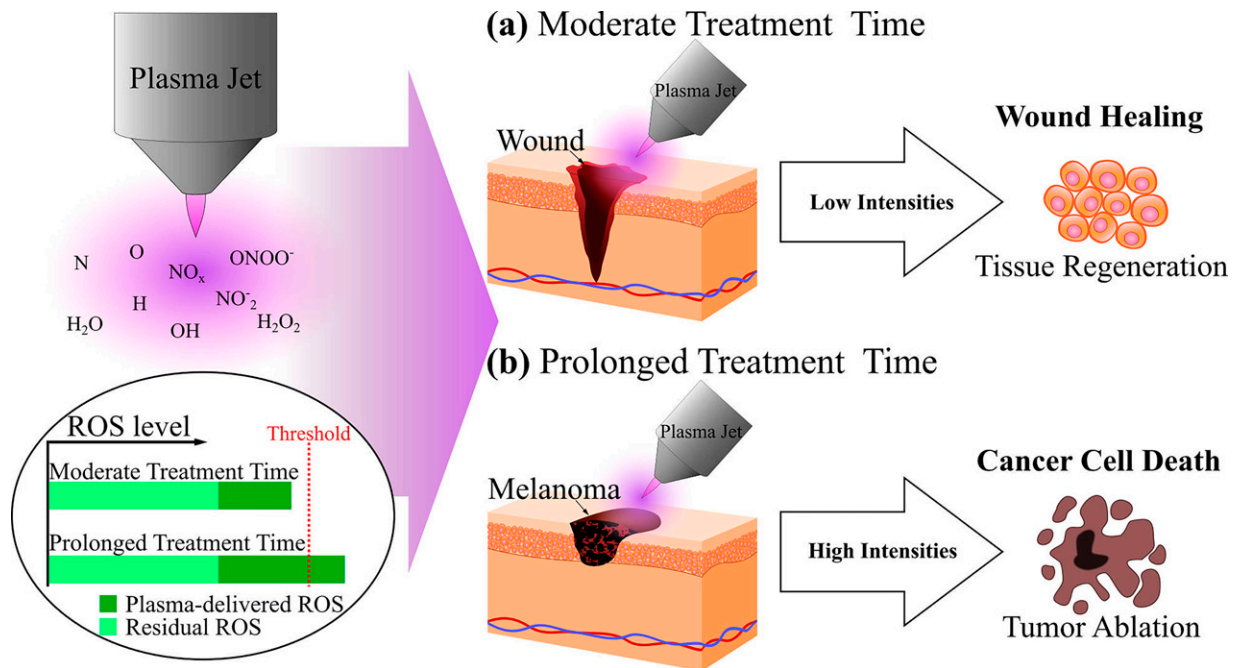 Plasma Jet
N
O
NOₓ
ONOO⁻
H
NO⁻₂
H₂O
OH
H₂O₂
ROS level
Threshold
Moderate Treatment Time
Prolonged Treatment Time
Plasma-delivered ROS
Residual ROS
(a) Moderate Treatment Time
Plasma Jet
Wound
Low Intensities
Wound Healing
Tissue Regeneration
(b) Prolonged Treatment Time
Plasma Jet
Melanoma
High Intensities
Cancer Cell Death
Tumor Ablation